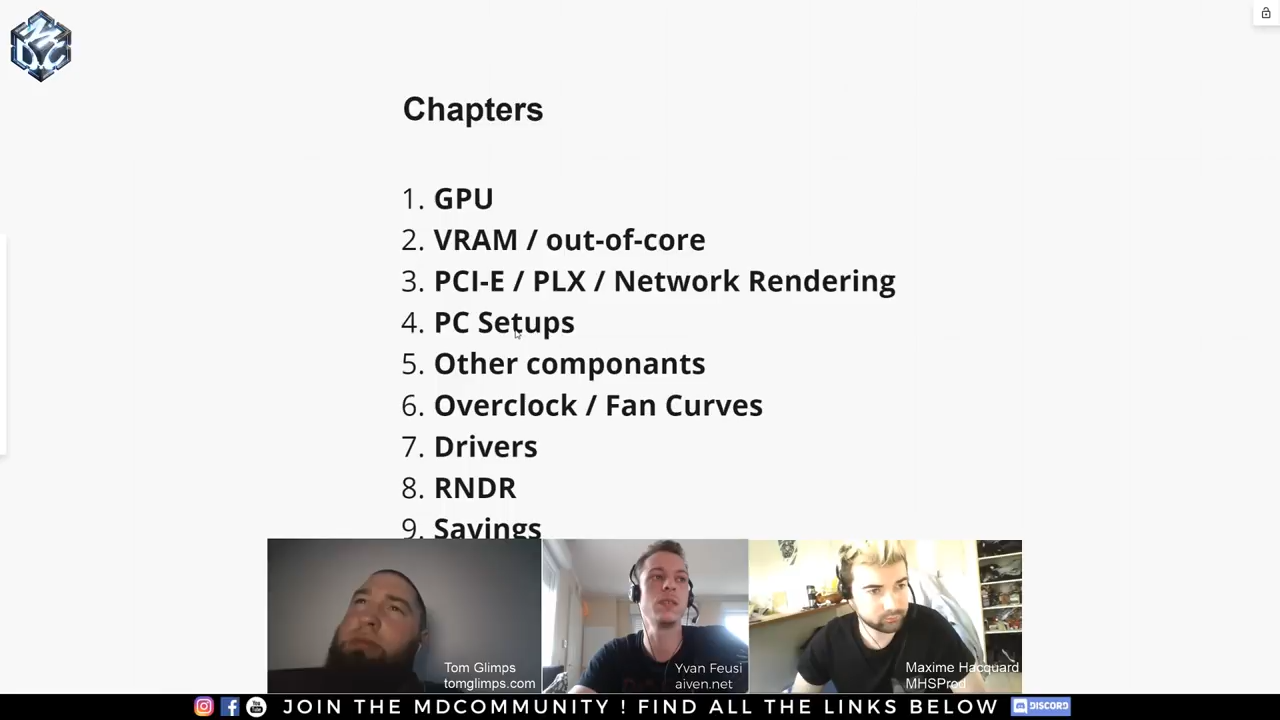 Chapters
1. GPU
2. VRAM / out-of-core
3. PCI-E / PLX / Network Rendering
4. PC Setups
5. Other componants
6. Overclock / Fan Curves
7. Drivers
8. RNDR
9. Savings
Tom Glimps
tomglimps.com
Yvan Feusi
aiven.net
Maxime Hacquard
MHSProd
JOIN THE MDCOMMUNITY ! FIND ALL THE LINKS BELOW
DISCORD